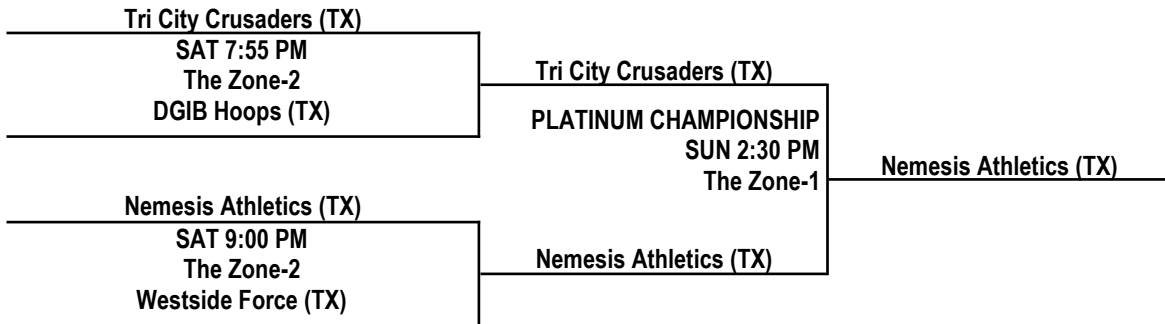 Tri City Crusaders (TX)
SAT 7:55 PM
The Zone-2
DGIB Hoops (TX)
Tri City Crusaders (TX)
PLATINUM CHAMPIONSHIP
SUN 2:30 PM
The Zone-1
Nemesis Athletics (TX)
Nemesis Athletics (TX)
SAT 9:00 PM
The Zone-2
Westside Force (TX)
Nemesis Athletics (TX)